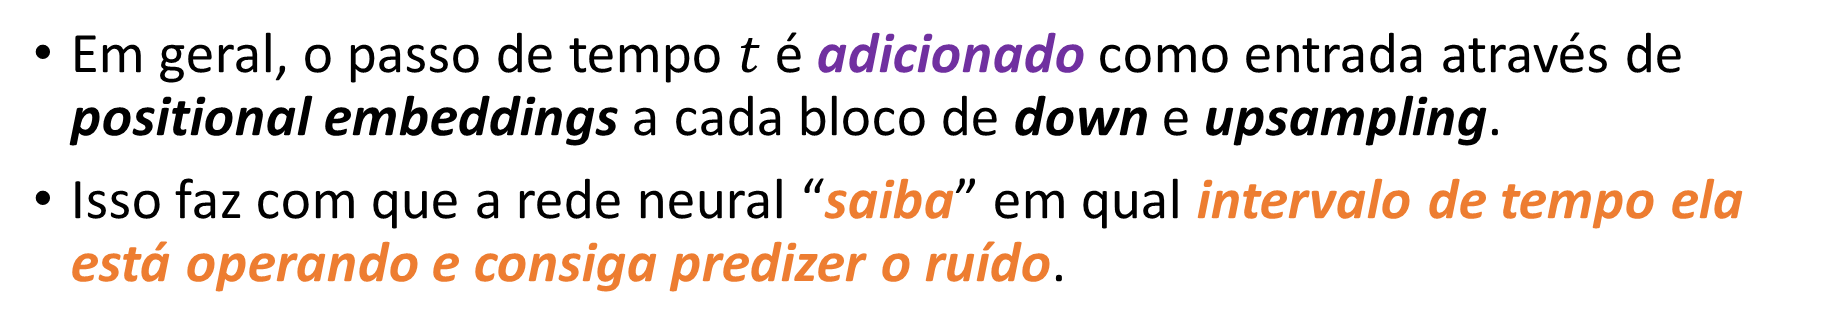 • Em geral, o passo de tempo t é adicionado como entrada através de
positional embeddings a cada bloco de down e upsampling.
• Isso faz com que a rede neural “saiba” em qual intervalo de tempo ela
está operando e consiga predizer o ruído.